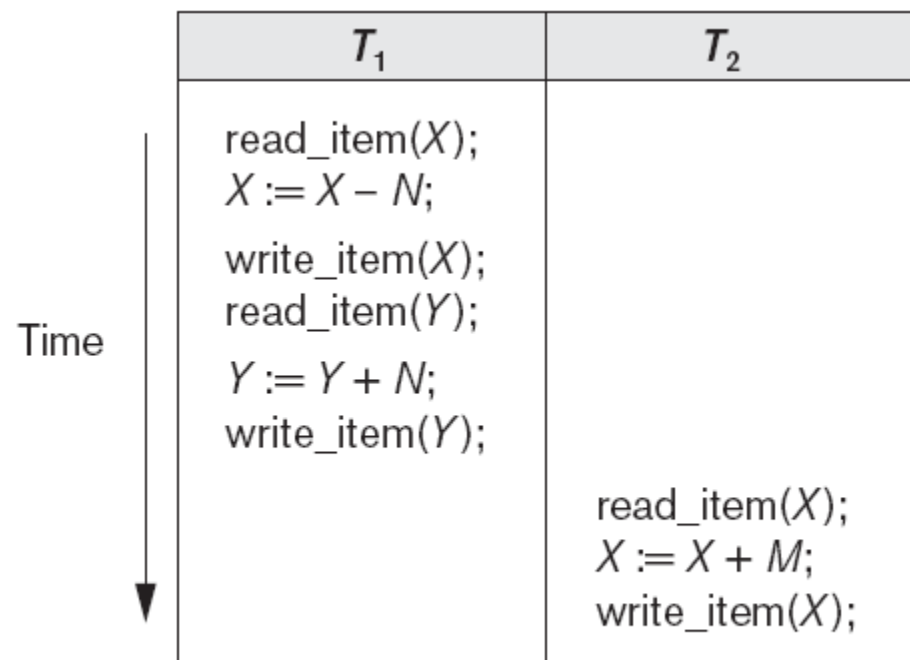 T₁ T₂
read_item(X);
X := X – N;
write_item(X);
read_item(Y);
Time
Y := Y + N;
write_item(Y);
read_item(X);
X := X + M;
write_item(X);